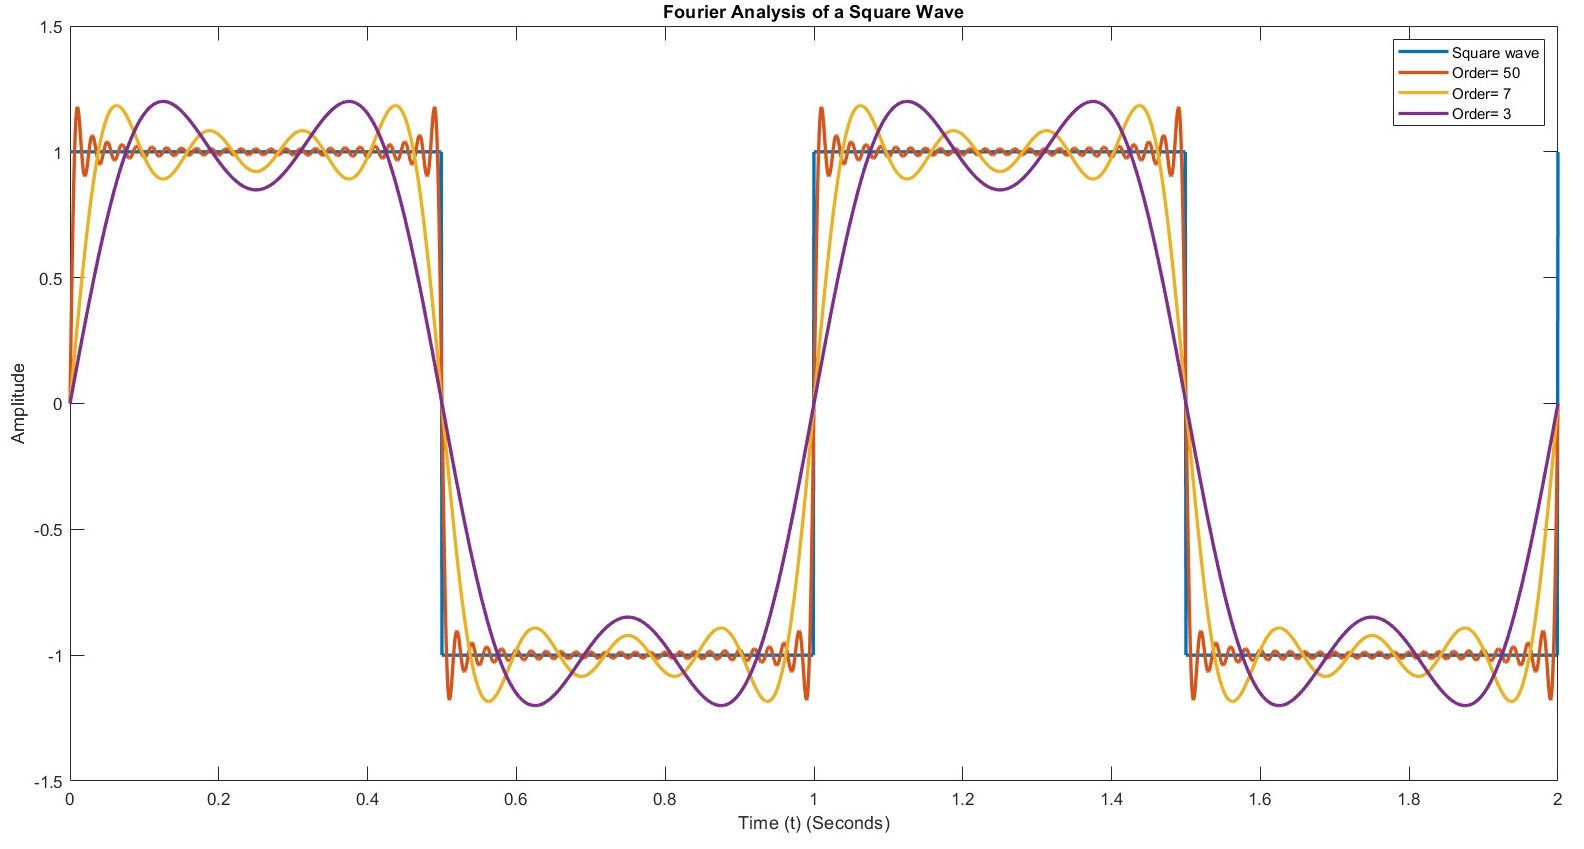 Fourier Analysis of a Square Wave
Square wave
Order= 50
Order= 7
Order= 3
1.5
1
0.5
0
-0.5
-1
-1.5
Amplitude
0 0.2 0.4 0.6 0.8 1 1.2 1.4 1.6 1.8 2
Time (t) (Seconds)